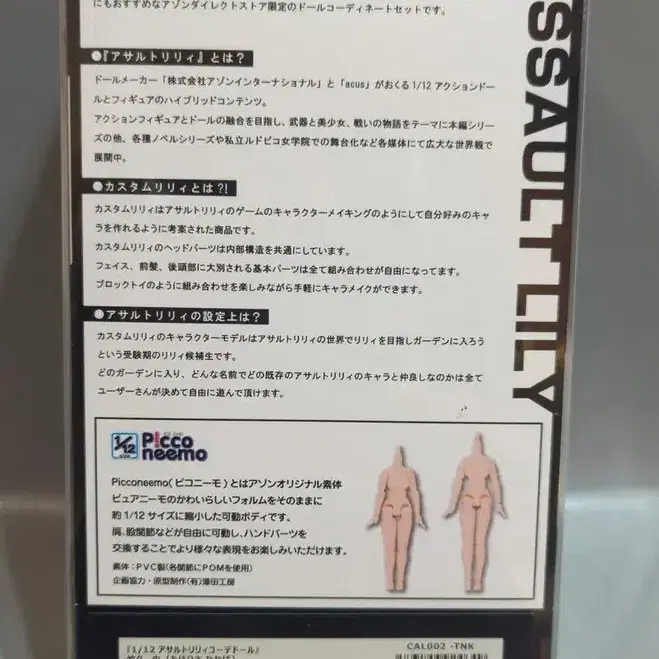 にもおすすめなアゾンダイレクトストア限定のドールコーディネートセットです。
●『アサルトリリィ』とは？
ドールメーカー「株式会社アゾンインターナショナル」と「acus」がおくる1/12 アクションドー
ルとフィギュアのハイブリッドコンテンツ。
アクションフィギュアとドールの融合を目指し、武器と美少女、戦いの物語をテーマに本編シリー
ズの他、各種ノベルシリーズや私立ルドビコ女学院での舞台化など各媒体にて広大な世界観で
展開中。
●カスタムリリィとは?!
カスタムリリィはアサルトリリィのゲームのキャラクターメイキングのようにして自分好みのキャ
ラを作れるように考案された商品です。
カスタムリリィのヘッドパーツは内部構造を共通にしています。
フェイス、前髪、後頭部に大別される基本パーツは全て組み合わせが自由になってます。
ブロックトイのように組み合わせを楽しみながら手軽にキャラメイクができます。
●アサルトリリィの設定上は？
カスタムリリィのキャラクターモデルはアサルトリリィの世界でリリィを目指しガーデンに入ろう
という受験期のリリィ候補生です。
どのガーデンに入り、どんな名前でどの既存のアサルトリリィのキャラと仲良しなのかは全て
ユーザーさんが決めて自由に遊んで頂けます。
SSAULT LILY
1/12
SIZE
Picco
neemo
Picconeemo(ピコニーモ)とはアゾンオリジナル素体
ピュアニーモのかわいらしいフォルムをそのままに
約1/12サイズに縮小した可動ボディです。
肩、股関節などが自由に可動し、ハンドパーツを
交換することでより様々な表現をお楽しみいただけます。
素体：PVC製(各関節にPOMを使用)
企画協力・原型制作(有)澤田工房
『1/12アサルトリリィコーデドール』
CAL002 -TNK